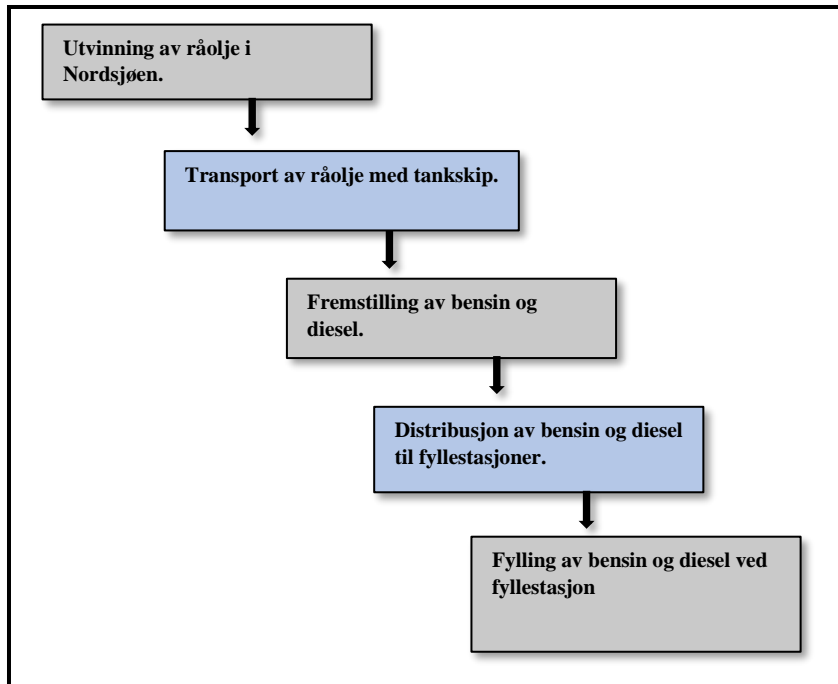 Utvinning av råolje i
Nordsjøen.
Transport av råolje med tankskip.
Fremstilling av bensin og
diesel.
Distribusjon av bensin og diesel
til fyllestasjoner.
Fylling av bensin og diesel ved
fyllestasjon